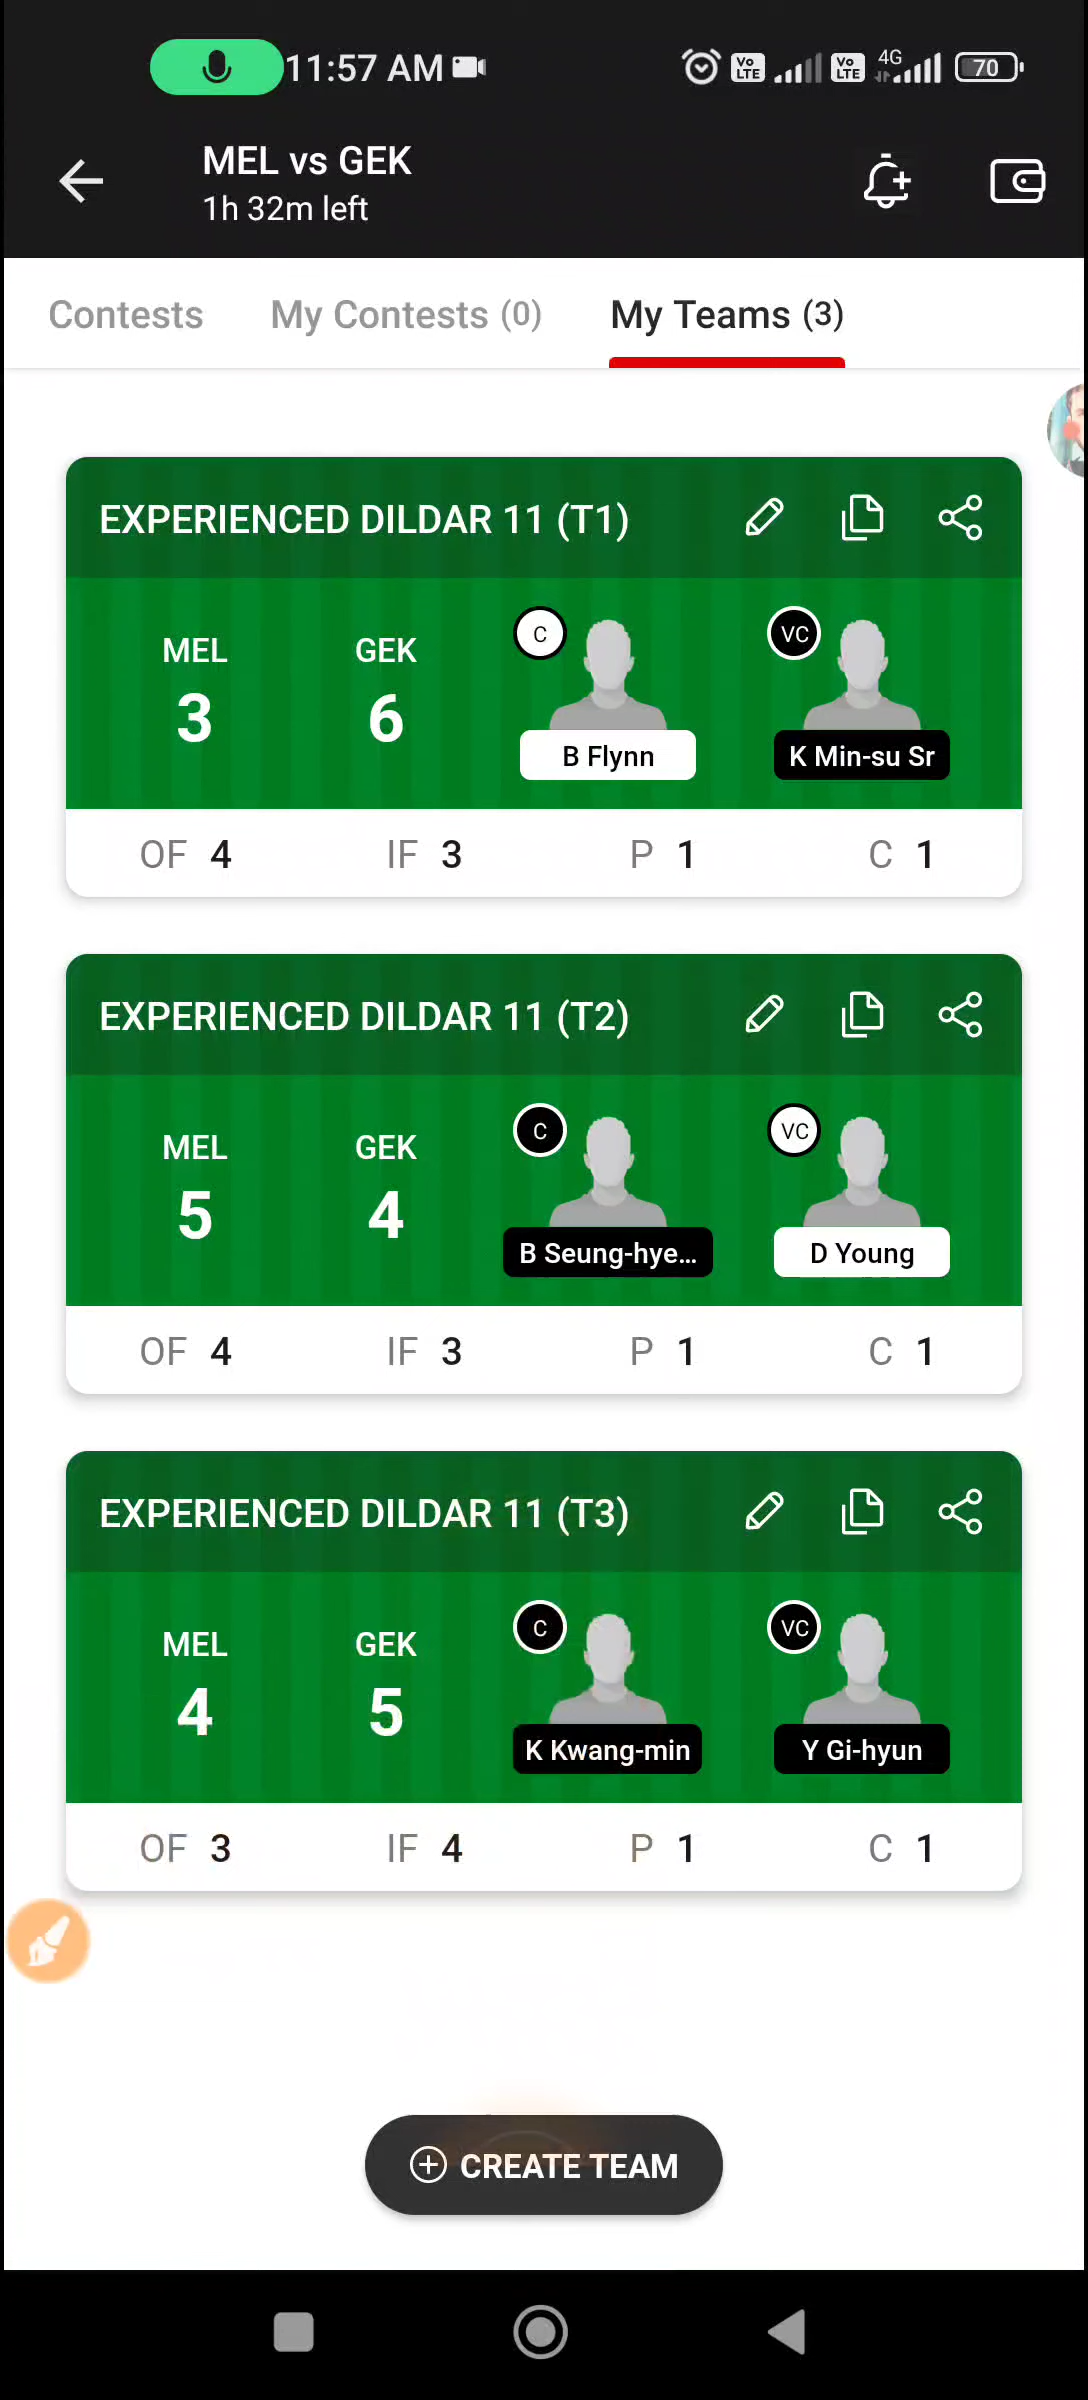 11:57 AM
Vo LTE
Vo LTE
4G
70
MEL vs GEK
1h 32m left
Contests
My Contests (0)
My Teams (3)
EXPERIENCED DILDAR 11 (T1)
MEL
3
GEK
6
C
B Flynn
VC
K Min-su Sr
OF 4
IF 3
P 1
C 1
EXPERIENCED DILDAR 11 (T2)
MEL
5
GEK
4
C
B Seung-hye...
VC
D Young
OF 4
IF 3
P 1
C 1
EXPERIENCED DILDAR 11 (T3)
MEL
4
GEK
5
C
K Kwang-min
VC
Y Gi-hyun
OF 3
IF 4
P 1
C 1
CREATE TEAM